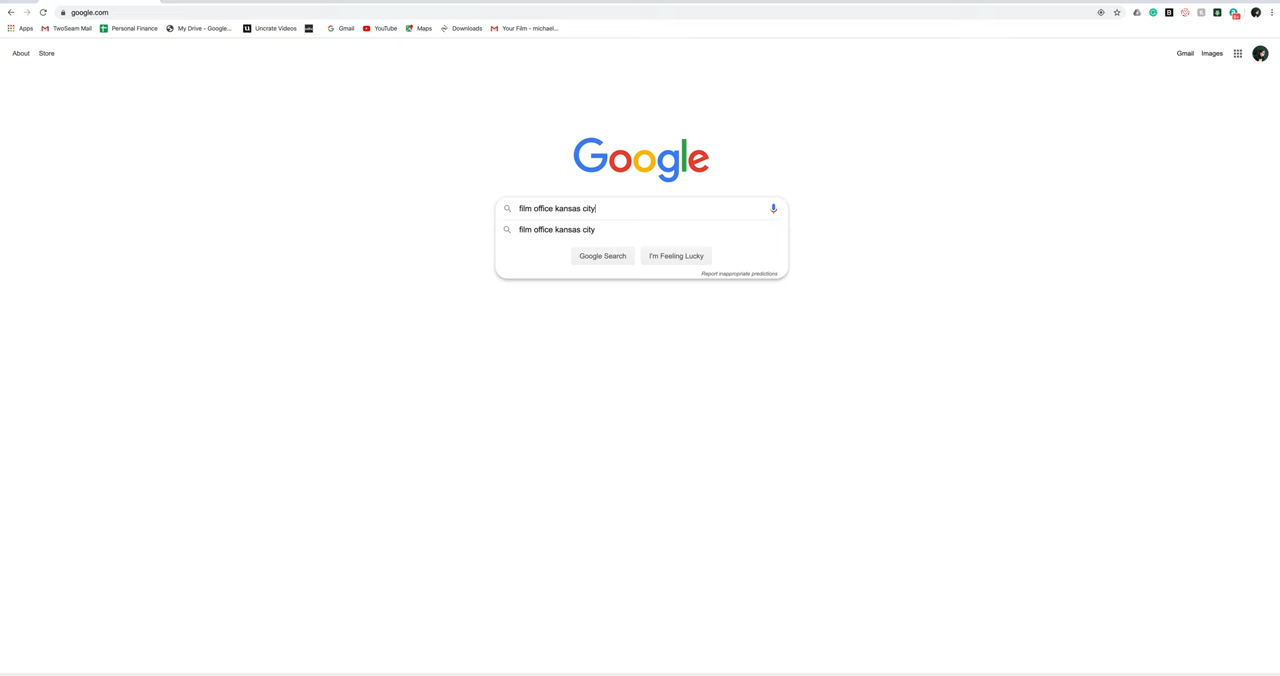 google.com
Apps TwoSeam Mail Personal Finance My Drive - Google... Uncrate Videos Gmail YouTube Maps Downloads Your Film - michael...
About Store Gmail Images
Google
film office kansas city
film office kansas city
Google Search I'm Feeling Lucky
Report inappropriate predictions